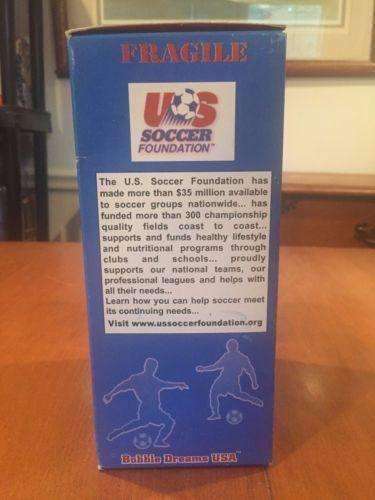 FRAGILE
US
SOCCER
FOUNDATION™
The U.S. Soccer Foundation has
made more than $35 million available
to soccer groups nationwide... has
funded more than 300 championship
quality fields coast to coast...
supports and funds healthy lifestyle
and nutritional programs through
clubs and schools... proudly
supports our national teams, our
professional leagues and helps with
all their needs...
Learn how you can help soccer meet
its continuing needs...
Visit www.ussoccerfoundation.org
Bobble Dreams USA™